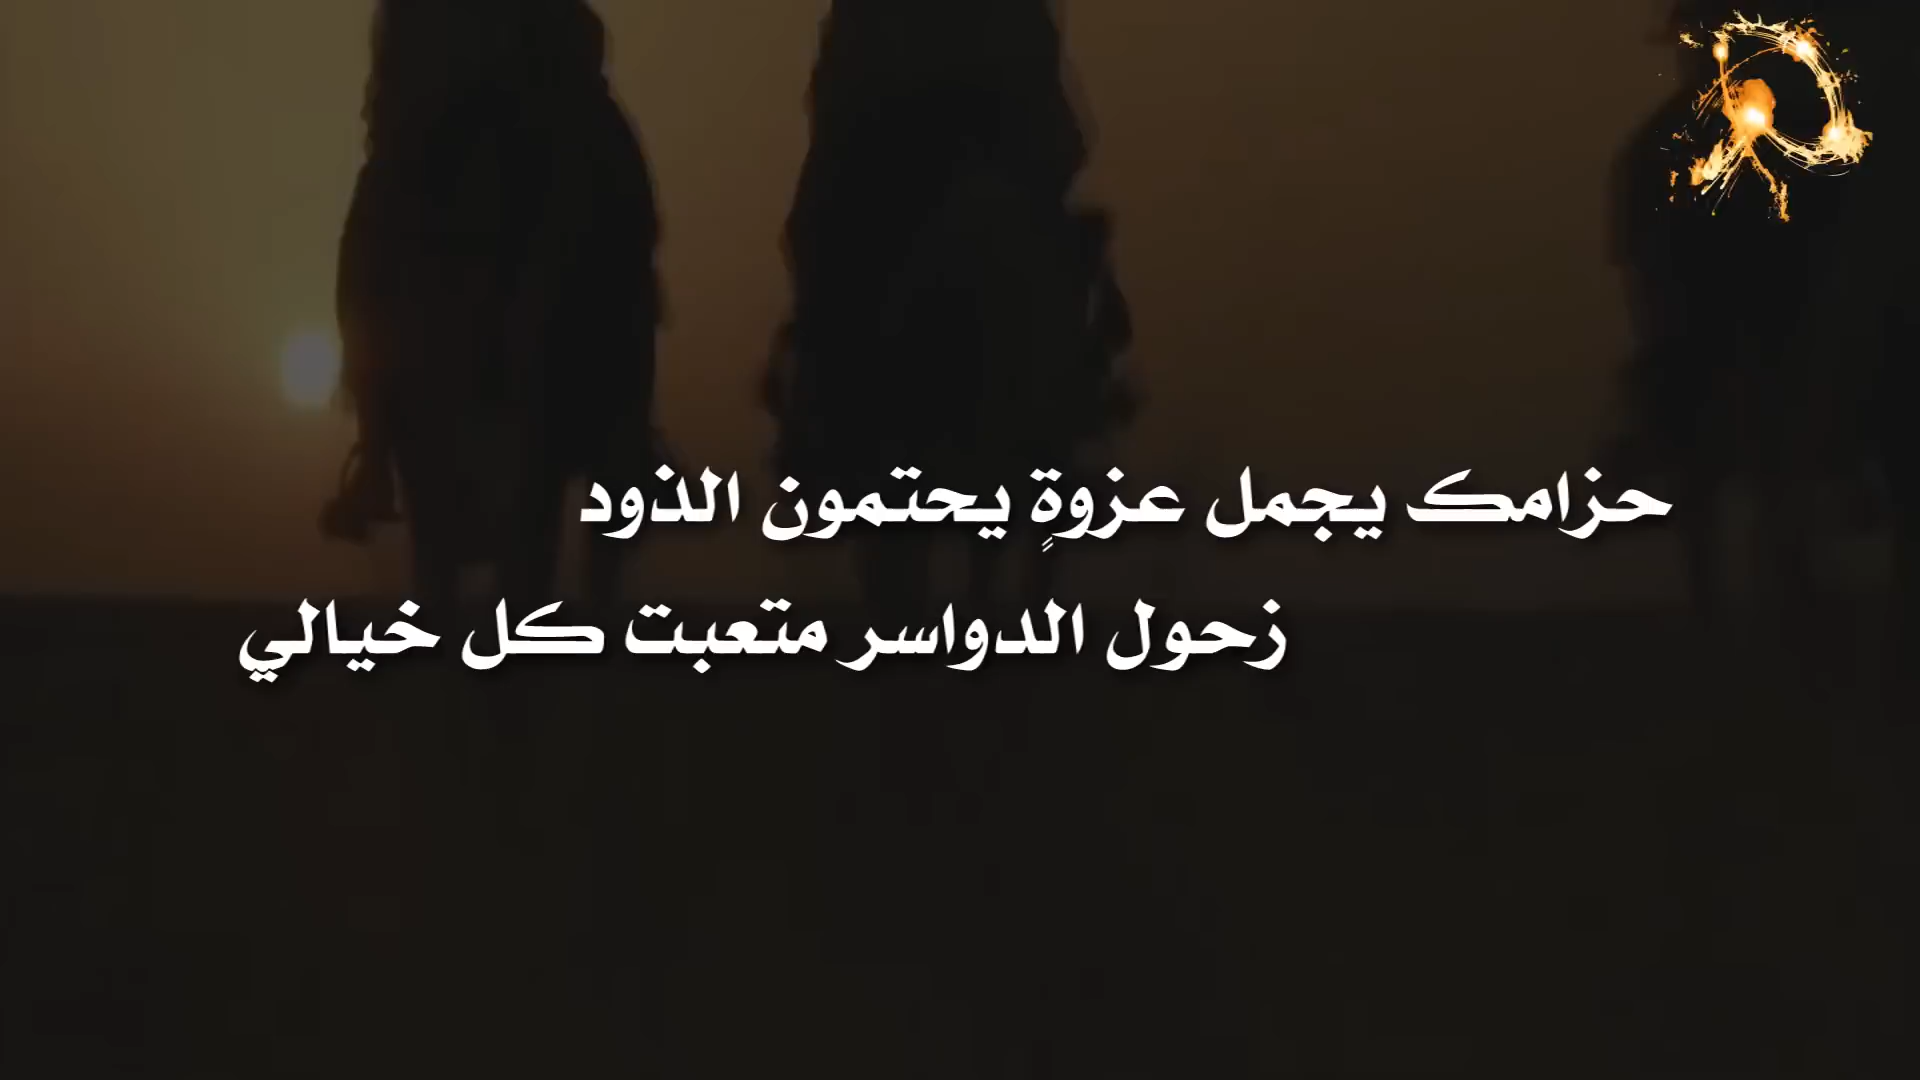 حزامك يجمل عزوةٍ يحتمون الذود
زحول الدواسر متعبت كل خيالي